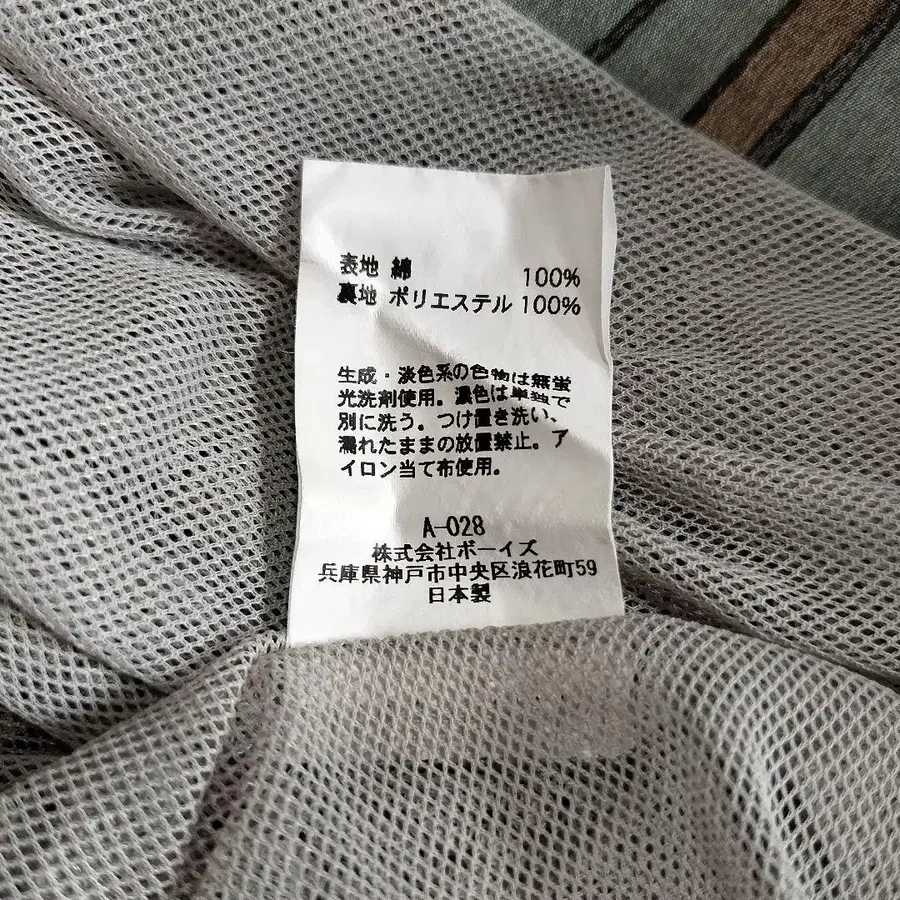 表地 綿 100%
裏地 ポリエステル 100%
生成・淡色系の色物は無蛍
光洗剤使用。濃色は単独で
別に洗う。つけ置き洗い、
濡れたままの放置禁止。ア
イロン当て布使用。
A-028
株式会社ボーイズ
兵庫県神戸市中央区浪花町59
日本製